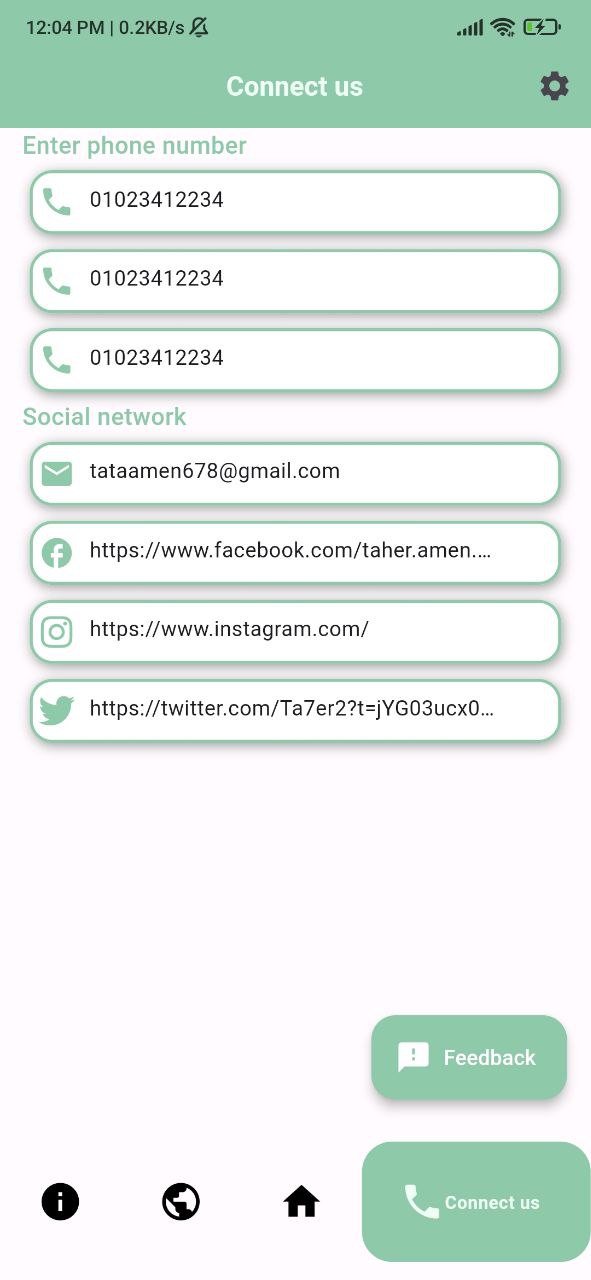 12:04 PM | 0.2KB/s
Connect us
Enter phone number
01023412234
01023412234
01023412234
Social network
tataamen678@gmail.com
https://www.facebook.com/taher.amen....
https://www.instagram.com/
https://twitter.com/Ta7er2?t=jYG03ucx0...
Feedback
Connect us